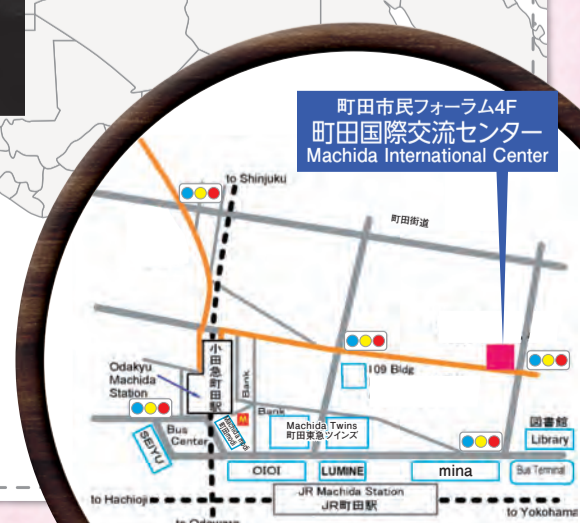 町田市民フォーラム4F
町田国際交流センター
Machida International Center
to Shinjuku
町田街道
小田急町田駅
Odakyu
Machida
Station
Bank
109 Bldg
Bank
M
Bus
Center
SEIYU
Machida Twins
町田東急ツインズ
図書館
Library
OIOI
LUMINE
mina
Bus Terminal
JR Machida Station
JR町田駅
to Hachioji
to Yokohama
to Odawara